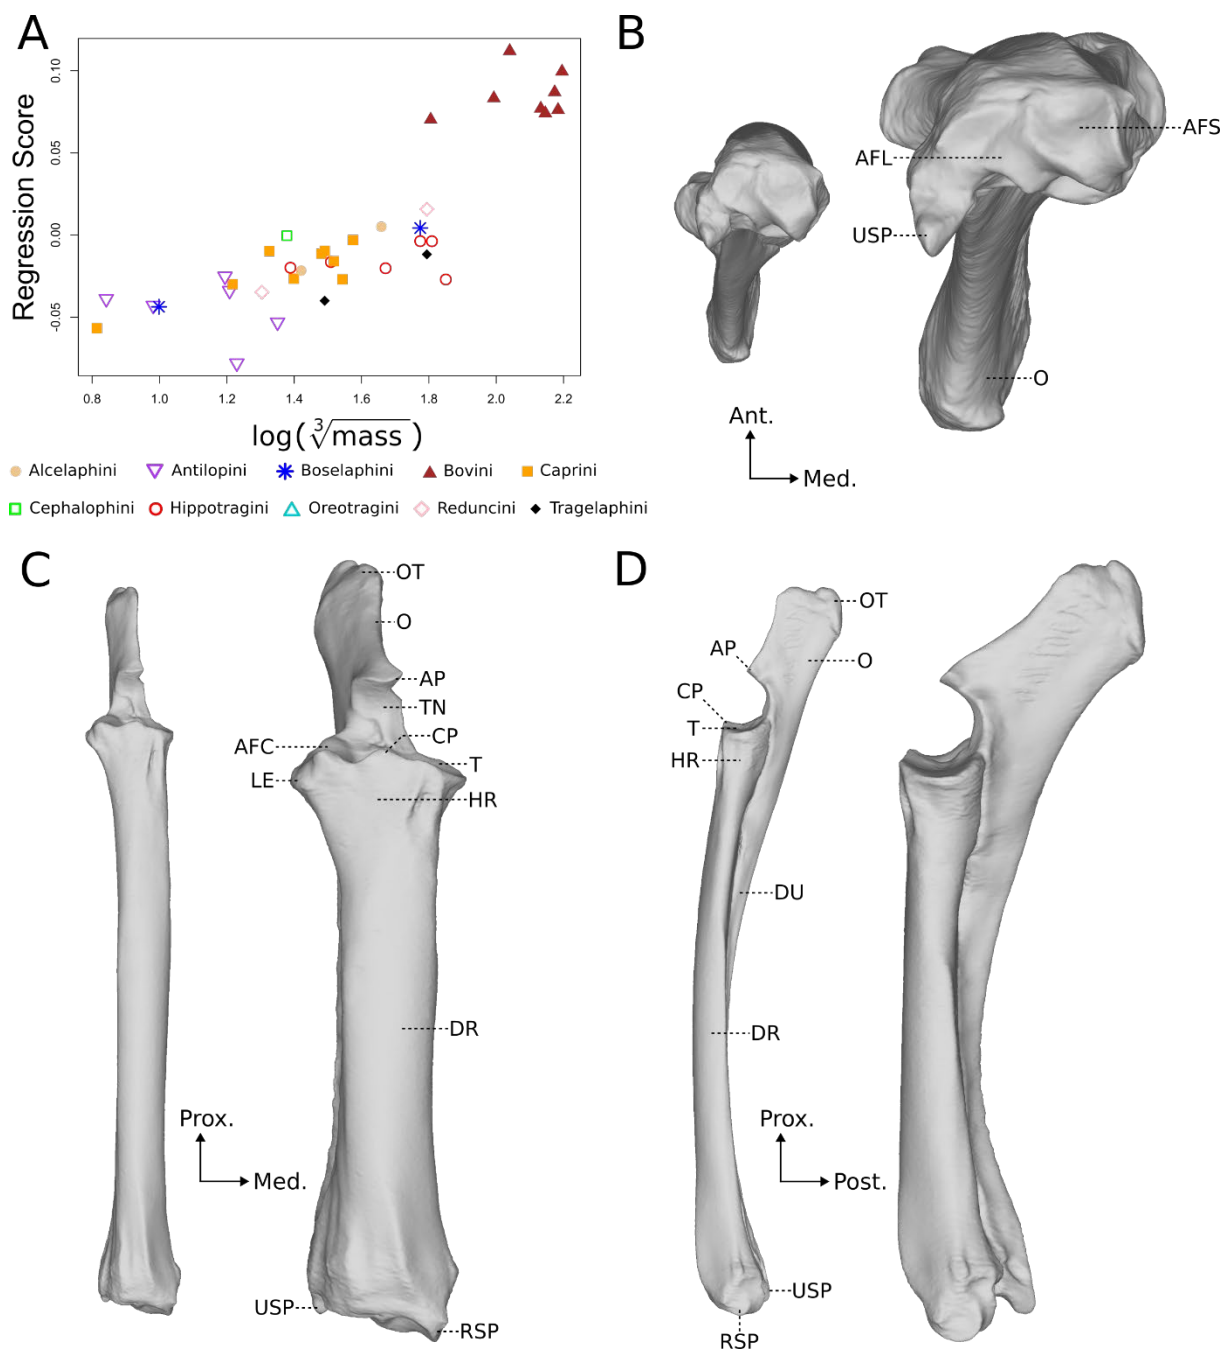 A
Regression Score
0.10
0.05
0.00
-0.05
0.8 1.0 1.2 1.4 1.6 1.8 2.0 2.2
log(∛mass)
Alcelaphini Antilopini Boselaphini Bovini Caprini
Cephalophini Hippotragini Oreotragini Reduncini Tragelaphini
B
AFS
AFL
USP
O
Ant.
Med.
C
OT
O
AP
TN
CP
AFC
T
LE
HR
DR
Prox.
Med.
USP
RSP
D
OT
AP
O
CP
T
HR
DU
DR
Prox.
Post.
USP
RSP